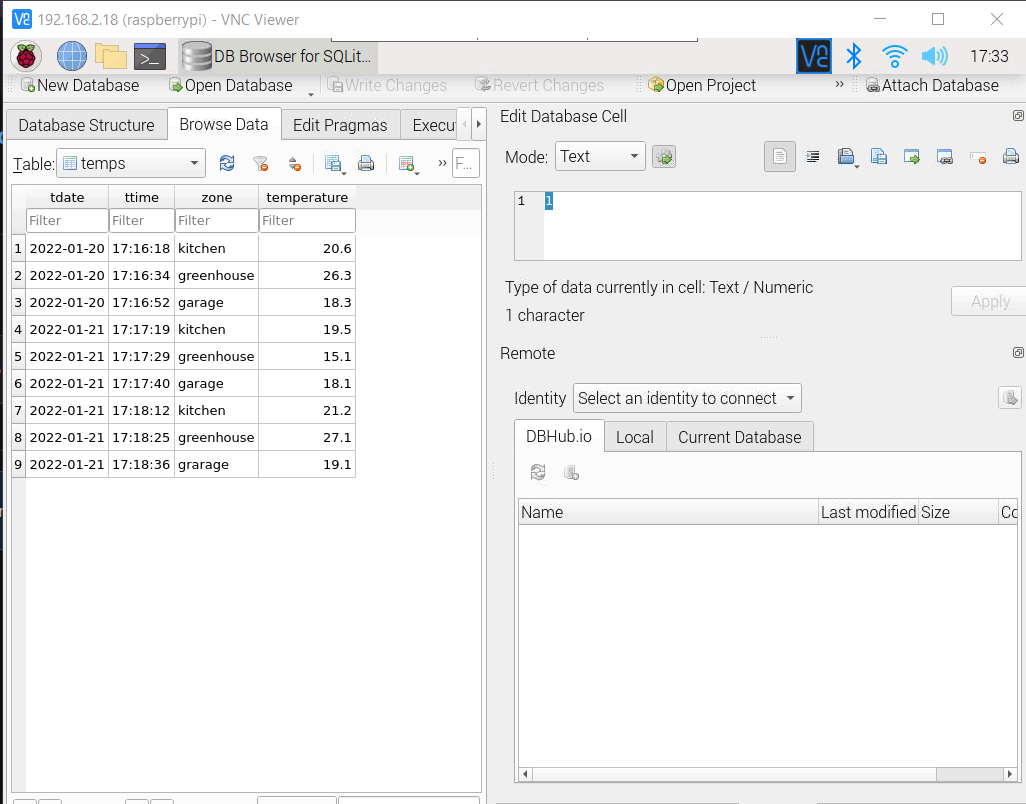 192.168.2.18 (raspberrypi) - VNC Viewer
DB Browser for SQLit...
17:33
New Database Open Database Write Changes Revert Changes Open Project » Attach Database
Database Structure Browse Data Edit Pragmas Execu
Table: temps » F...
tdate ttime zone temperature
Filter Filter Filter Filter
1 2022-01-20 17:16:18 kitchen 20.6
2 2022-01-20 17:16:34 greenhouse 26.3
3 2022-01-20 17:16:52 garage 18.3
4 2022-01-21 17:17:19 kitchen 19.5
5 2022-01-21 17:17:29 greenhouse 15.1
6 2022-01-21 17:17:40 garage 18.1
7 2022-01-21 17:18:12 kitchen 21.2
8 2022-01-21 17:18:25 greenhouse 27.1
9 2022-01-21 17:18:36 grarage 19.1
Edit Database Cell
Mode: Text
1 1
Type of data currently in cell: Text / Numeric
1 character
Apply
Remote
Identity Select an identity to connect
DBHub.io Local Current Database
Name Last modified Size Co